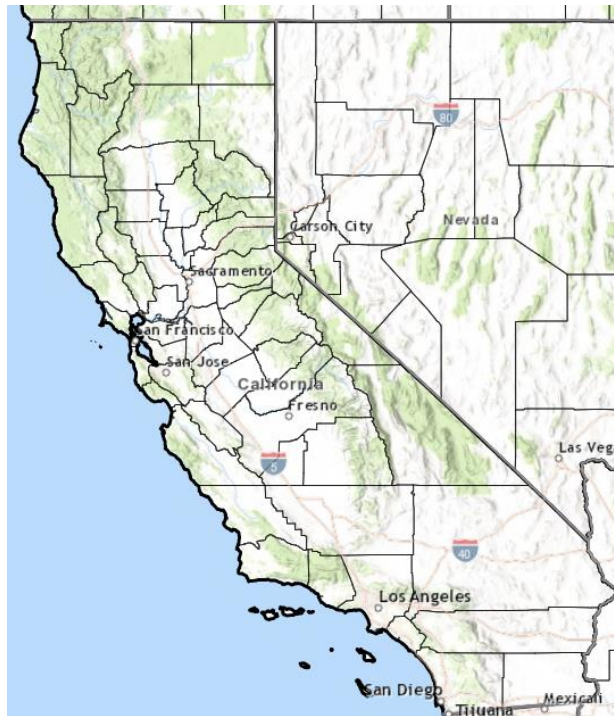 80
Nevada
Carson City
Sacramento
San Francisco
San Jose
California
Fresno
5
Las Veg
40
Los Angeles
San Diego
Tijuana
Mexicali